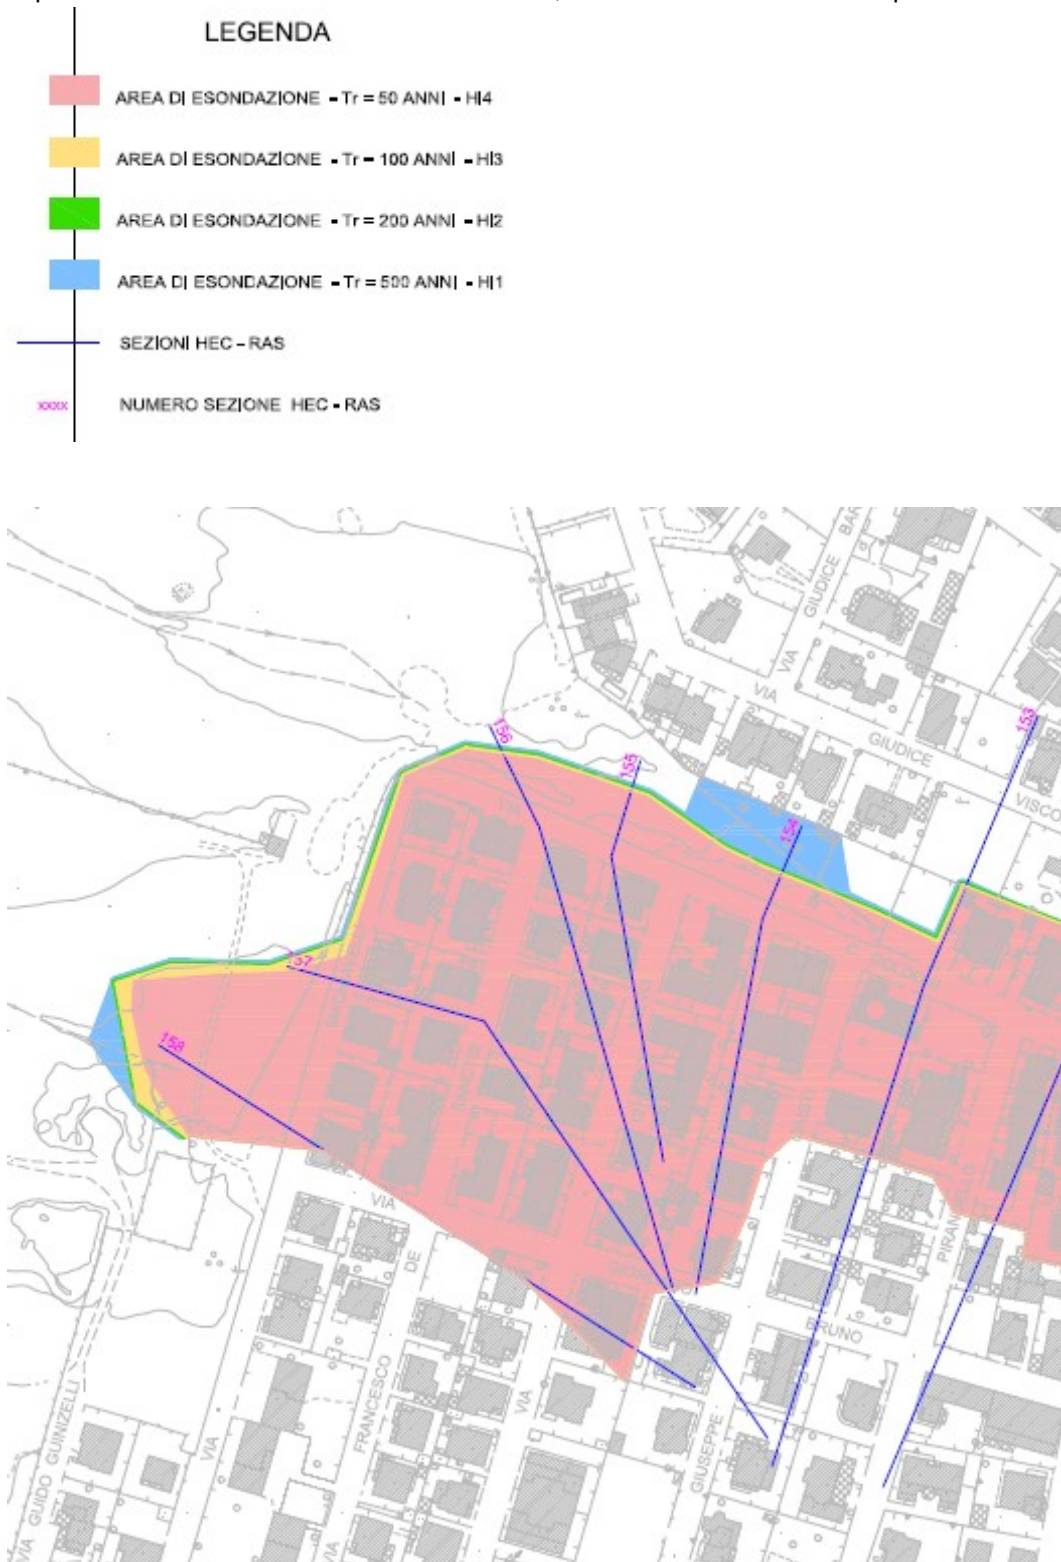 LEGENDA
AREA DI ESONDAZIONE - Tr = 50 ANNI - HI4
AREA DI ESONDAZIONE - Tr = 100 ANNI - HI3
AREA DI ESONDAZIONE - Tr = 200 ANNI - HI2
AREA DI ESONDAZIONE - Tr = 500 ANNI - HI1
SEZIONI HEC - RAS
xxxx NUMERO SEZIONE HEC - RAS
BAR
GIUDICE
VIA
VIA
GIUDICE
VISCO
153
156
155
154
157
158
VIA
DE
FRANCESCO
VIA
BRUNO
PIRAN
GIUSEPPE
GUINIZELLI
GUIDO
VIA
VIA
VIA